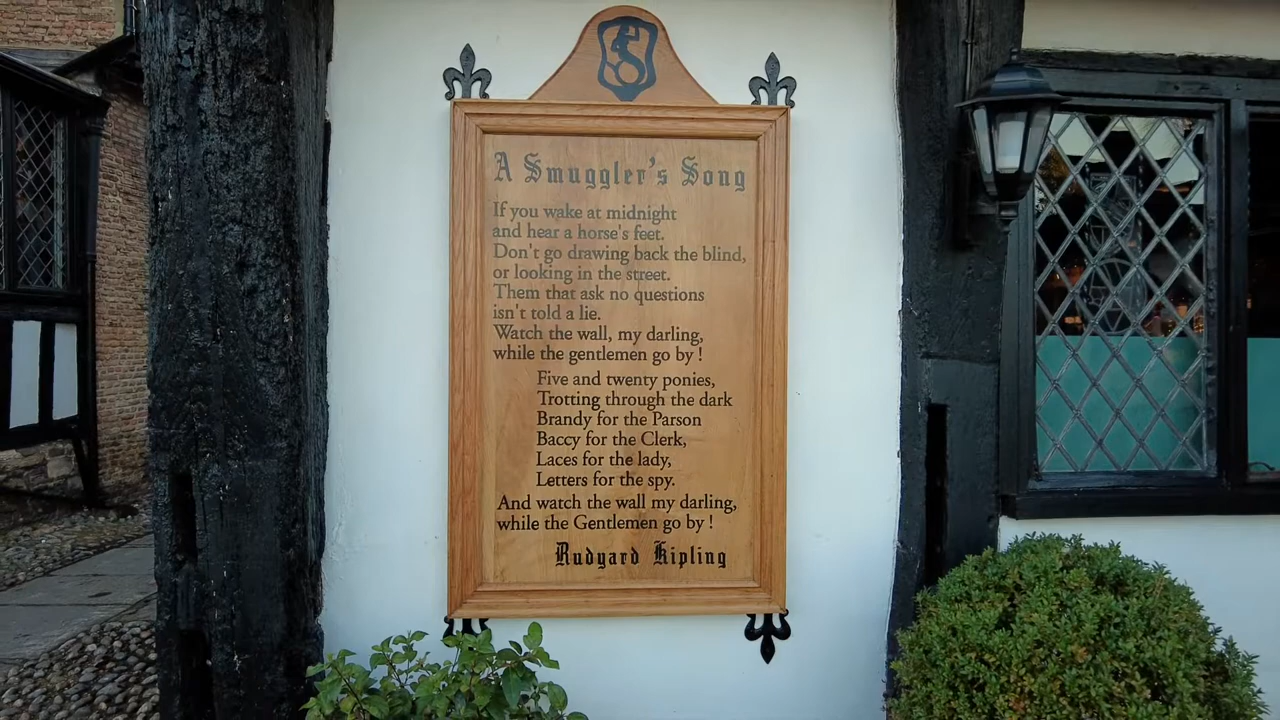 A Smuggler's Song
If you wake at midnight
and hear a horse's feet.
Don't go drawing back the blind,
or looking in the street.
Them that ask no questions
isn't told a lie.
Watch the wall, my darling,
while the gentlemen go by !
Five and twenty ponies,
Trotting through the dark
Brandy for the Parson
Baccy for the Clerk,
Laces for the lady,
Letters for the spy.
And watch the wall my darling,
while the Gentlemen go by !
Rudyard Kipling